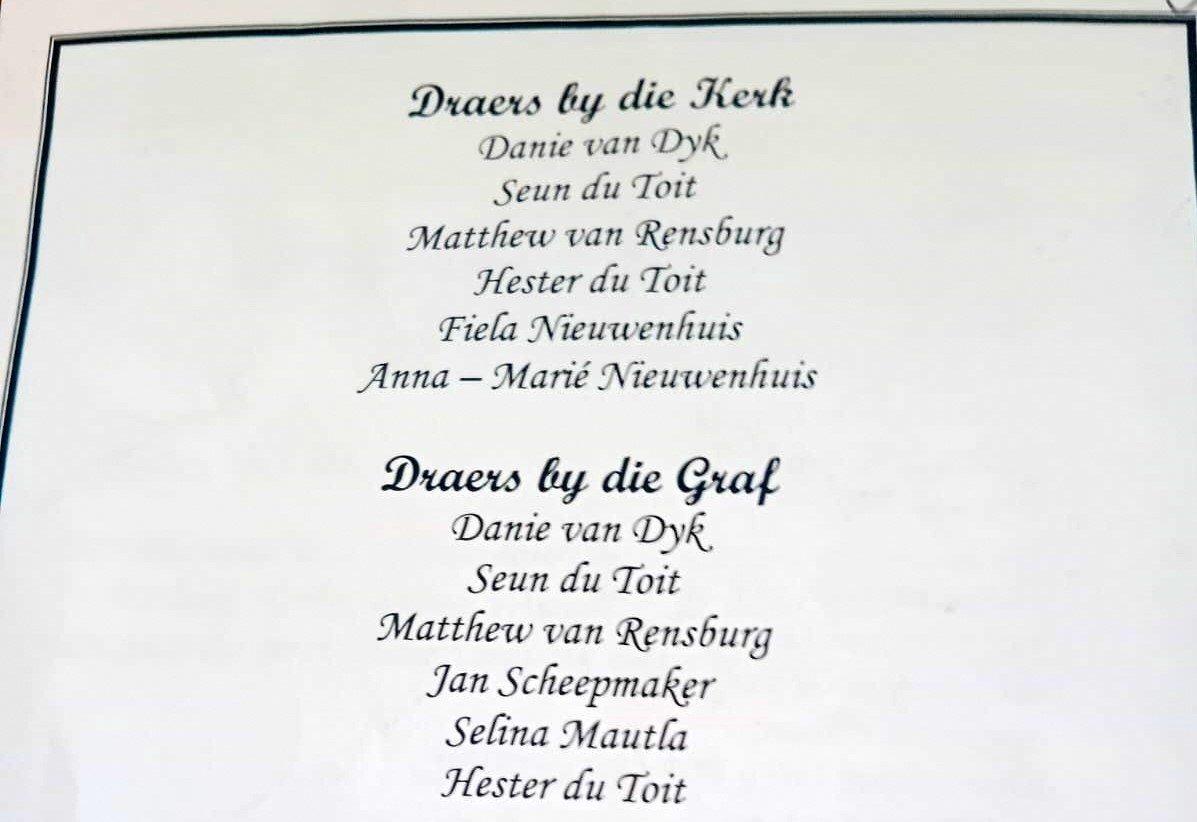 Draers by die Kerk
Danie van Dyk
Seun du Toit
Matthew van Rensburg
Hester du Toit
Fiela Nieuwenhuis
Anna – Marié Nieuwenhuis
Draers by die Graf
Danie van Dyk
Seun du Toit
Matthew van Rensburg
Jan Scheepmaker
Selina Mautla
Hester du Toit